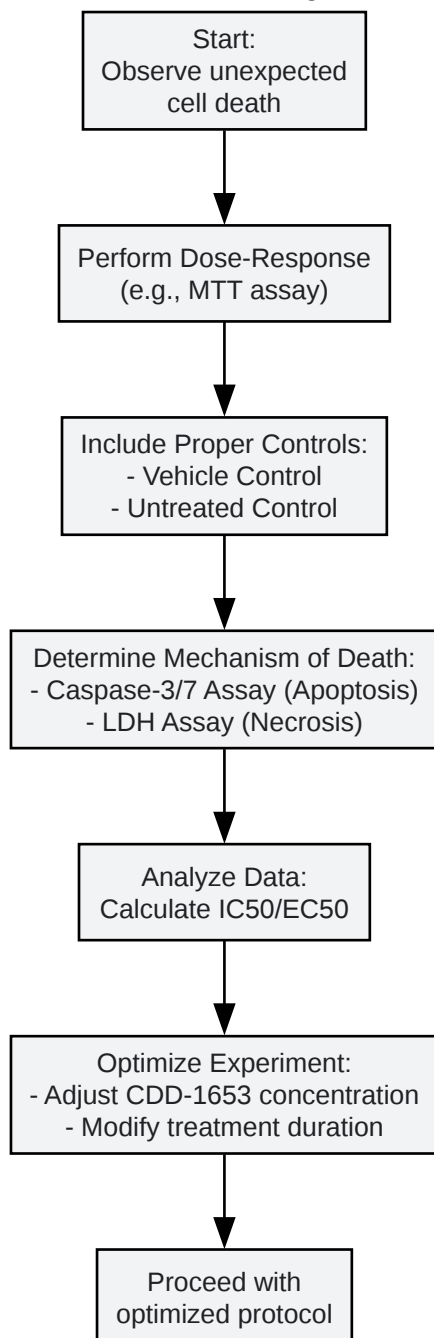 Start:
Observe unexpected
cell death
Perform Dose-Response
(e.g., MTT assay)
Include Proper Controls:
- Vehicle Control
- Untreated Control
Determine Mechanism of Death:
- Caspase-3/7 Assay (Apoptosis)
- LDH Assay (Necrosis)
Analyze Data:
Calculate IC50/EC50
Optimize Experiment:
- Adjust CDD-1653 concentration
- Modify treatment duration
Proceed with
optimized protocol